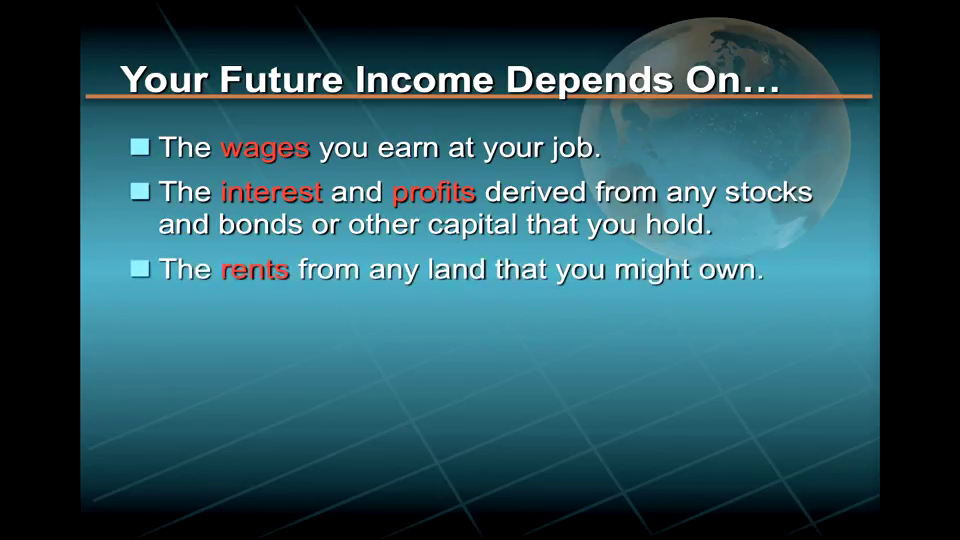 Your Future Income Depends On…
The wages you earn at your job.
The interest and profits derived from any stocks
and bonds or other capital that you hold.
The rents from any land that you might own.